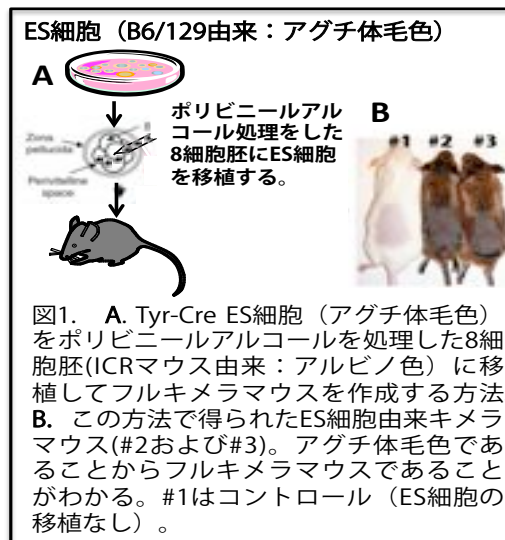 ES細胞（B6/129由来：アグチ体毛色）
A
ポリビニールアル
コール処理をした
8細胞胚にES細胞
を移植する。
Zona
pellucida
Perivitelline
space
B
#1 #2 #3
図1. A. Tyr-Cre ES細胞（アグチ体毛色）
をポリビニールアルコールを処理した8細
胞胚(ICRマウス由来：アルビノ色）に移
植してフルキメラマウスを作成する方法
B. この方法で得られたES細胞由来キメラ
マウス(#2および#3)。アグチ体毛色であ
ることからフルキメラマウスであること
がわかる。#1はコントロール（ES細胞の
移植なし）。